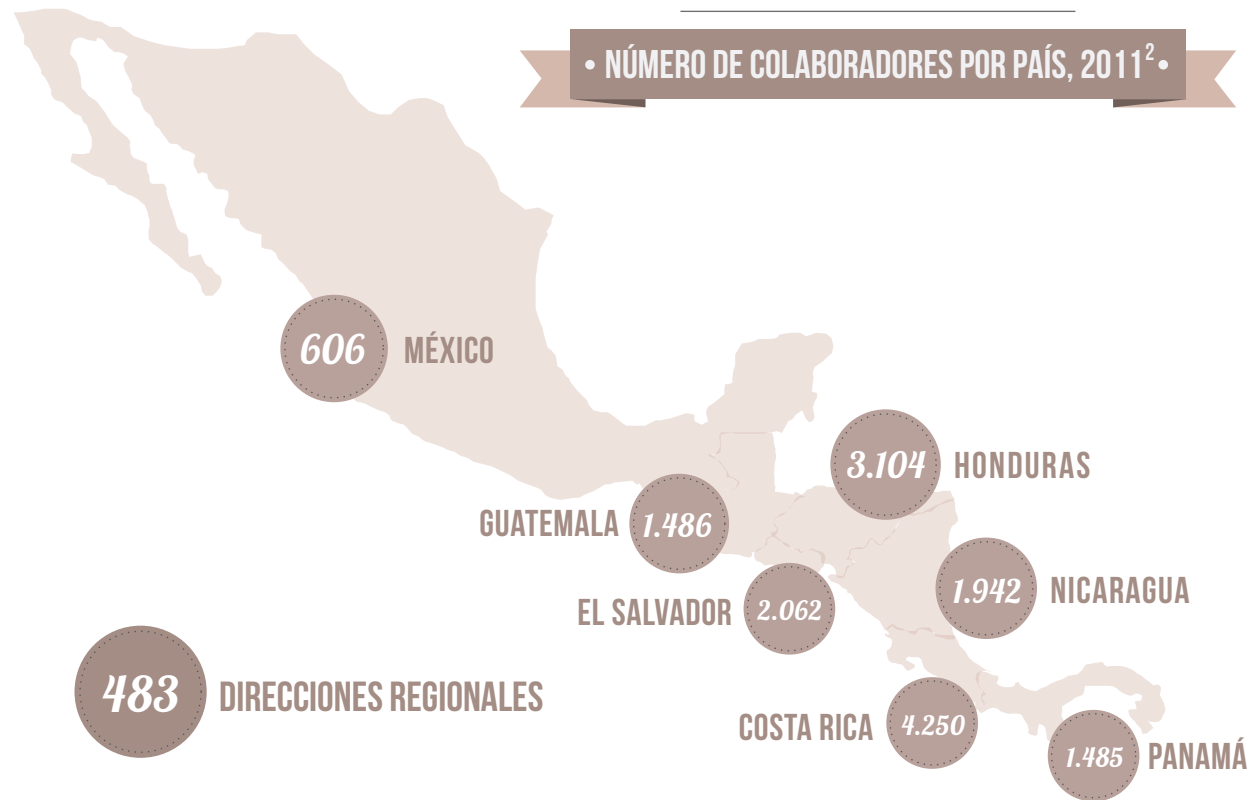 • NÚMERO DE COLABORADORES POR PAÍS, 2011² •
606 MÉXICO
3.104 HONDURAS
GUATEMALA 1.486
1.942 NICARAGUA
EL SALVADOR 2.062
483 DIRECCIONES REGIONALES
COSTA RICA 4.250
1.485 PANAMÁ